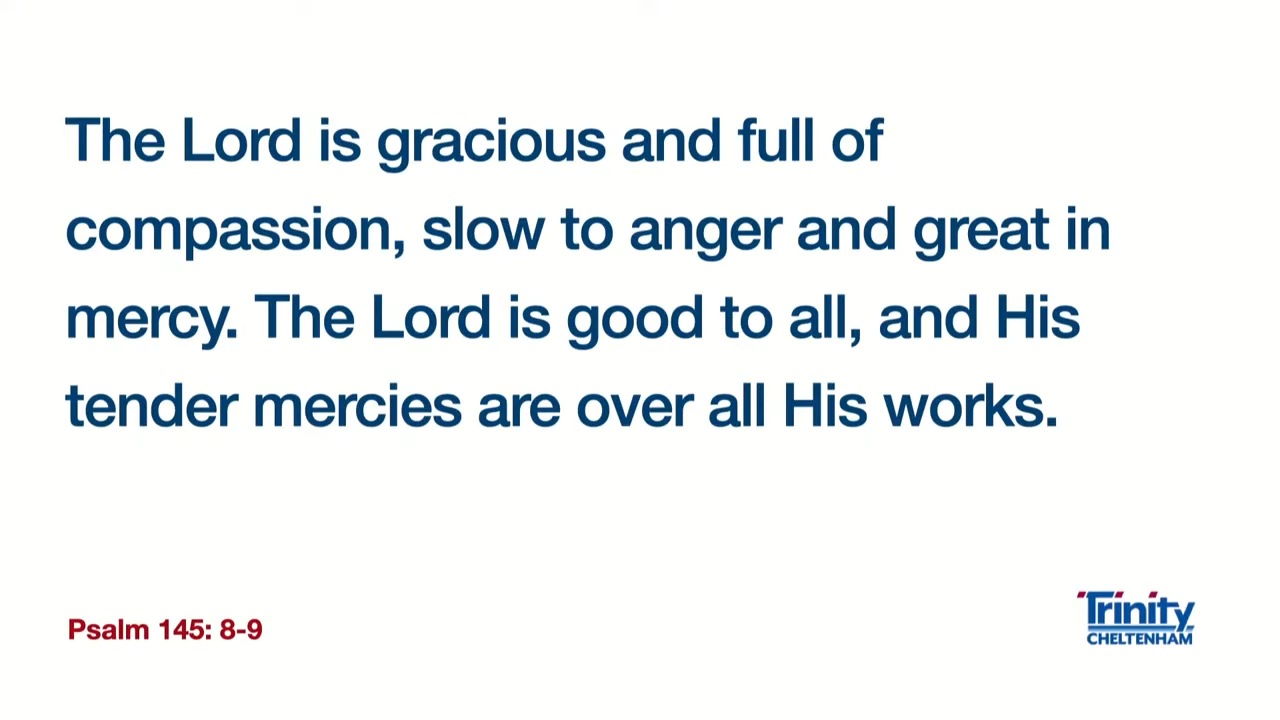 The Lord is gracious and full of
compassion, slow to anger and great in
mercy. The Lord is good to all, and His
tender mercies are over all His works.
Psalm 145: 8-9
Trinity
CHELTENHAM